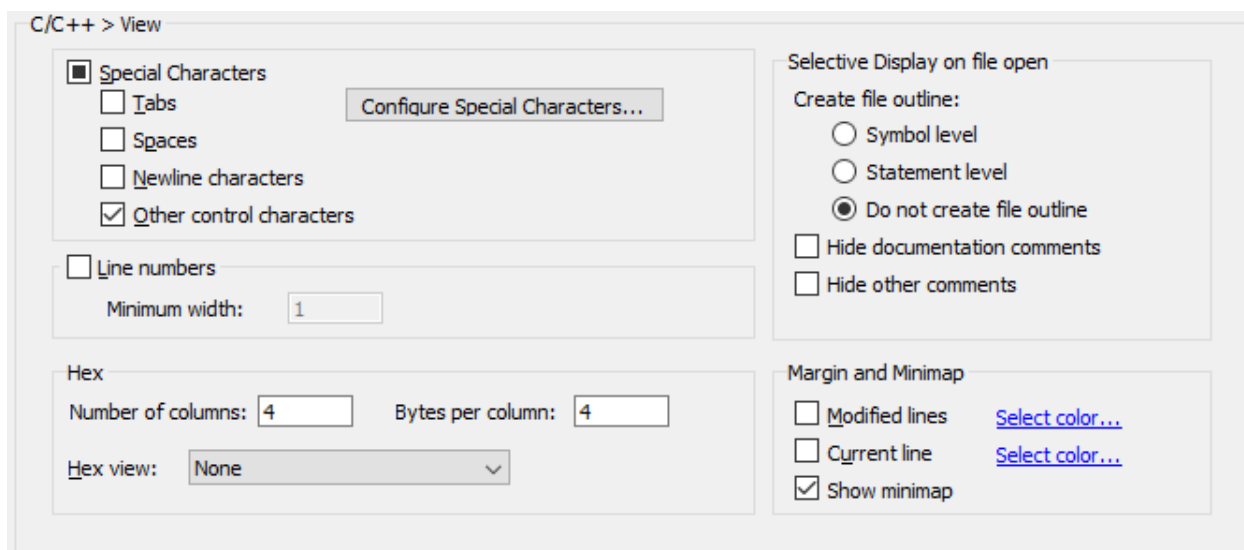 C/C++ > View
Special Characters
Tabs
Configure Special Characters...
Spaces
Newline characters
Other control characters
Line numbers
Minimum width: 1
Hex
Number of columns: 4 Bytes per column: 4
Hex view: None
Selective Display on file open
Create file outline:
Symbol level
Statement level
Do not create file outline
Hide documentation comments
Hide other comments
Margin and Minimap
Modified lines Select color...
Current line Select color...
Show minimap